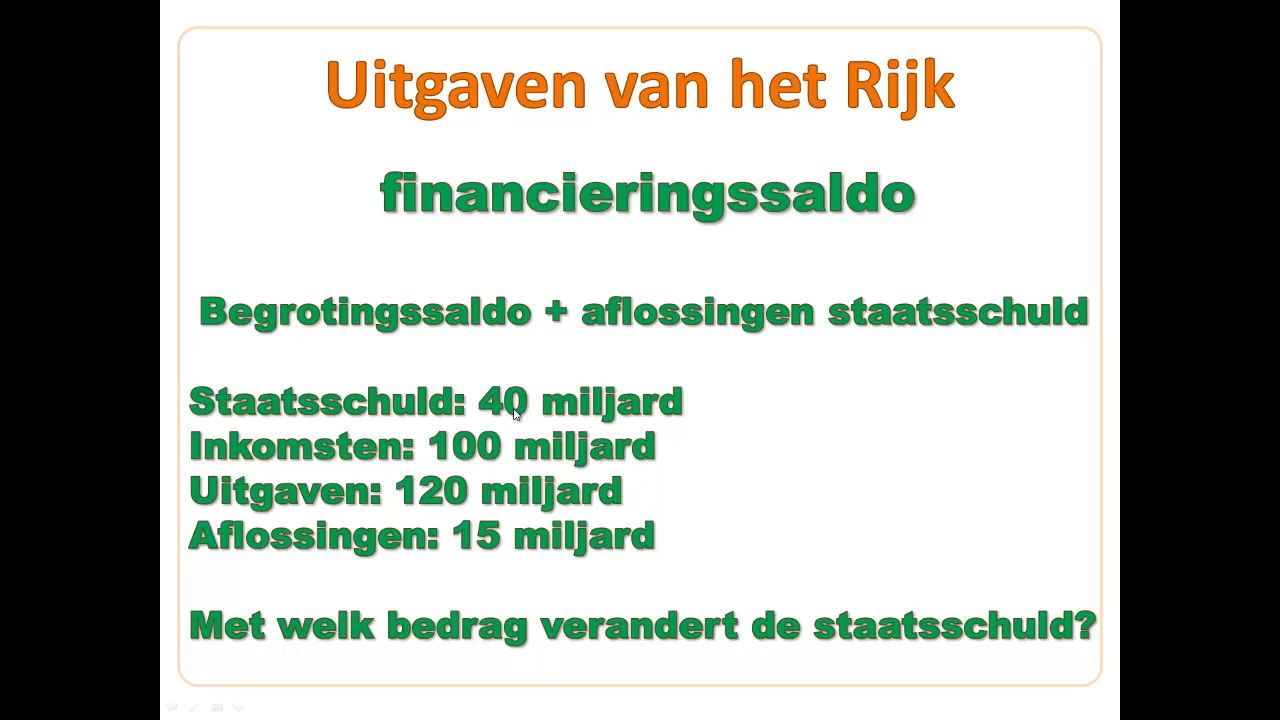 Uitgaven van het Rijk
financieringssaldo
Begrotingssaldo + aflossingen staatsschuld
Staatsschuld: 40 miljard
Inkomsten: 100 miljard
Uitgaven: 120 miljard
Aflossingen: 15 miljard
Met welk bedrag verandert de staatsschuld?